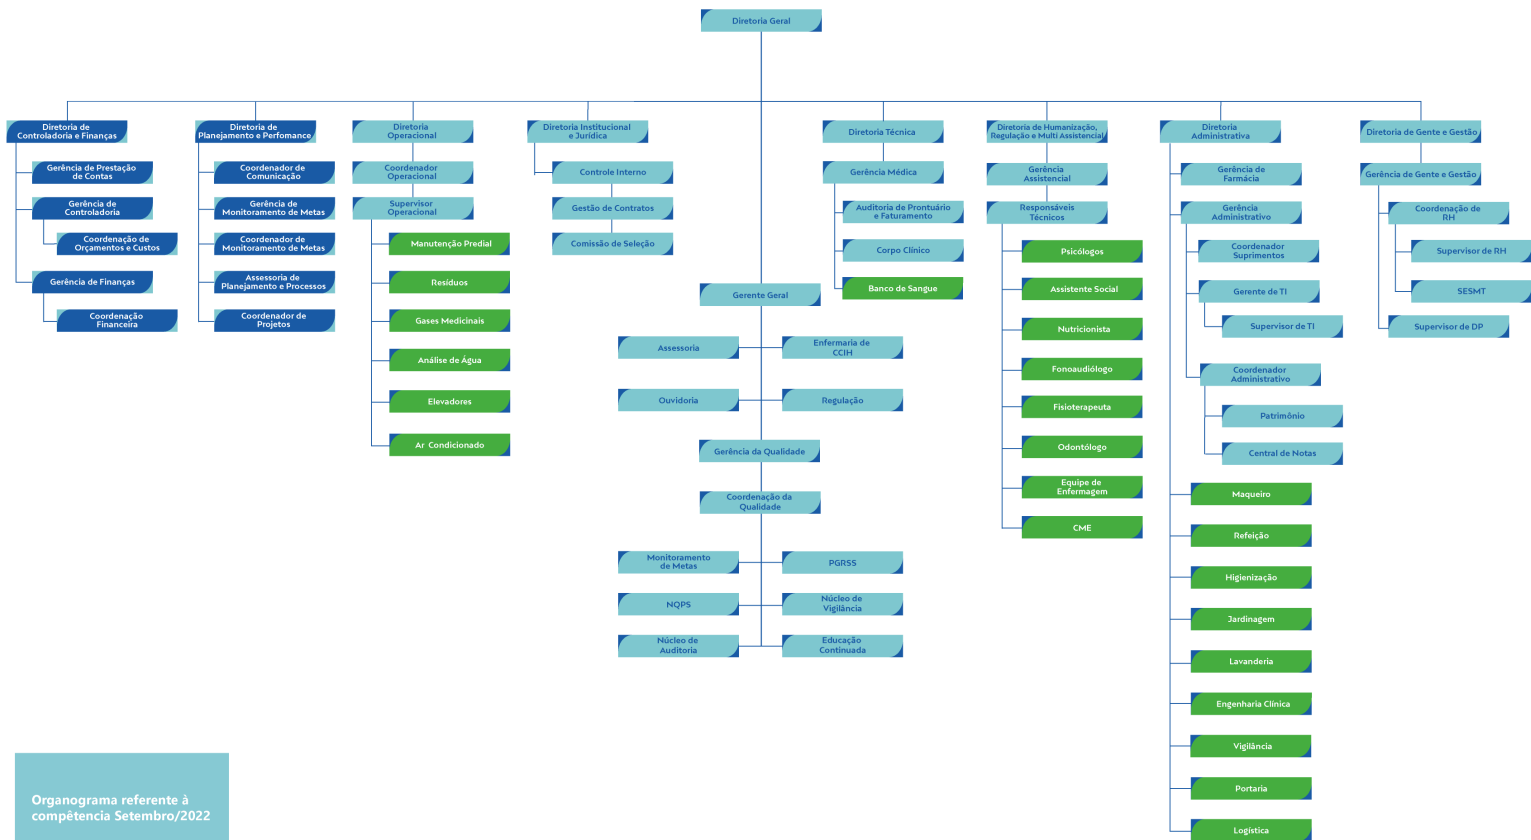 Diretoria Geral
Diretoria de
Controladoria e Finanças
Gerência de Prestação
de Contas
Gerência de
Controladoria
Coordenação de
Orçamentos e Custos
Gerência de Finanças
Coordenação
Financeira
Diretoria de
Planejamento e Perfomance
Coordenador de
Comunicação
Gerência de
Monitoramento de Metas
Coordenador de
Monitoramento de Metas
Assessoria de
Planejamento e Processos
Coordenador de
Projetos
Diretoria
Operacional
Coordenador
Operacional
Supervisor
Operacional
Manutenção Predial
Resíduos
Gases Medicinais
Análise de Água
Elevadores
Ar Condicionado
Diretoria Institucional
e Jurídica
Controle Interno
Gestão de Contratos
Comissão de Seleção
Gerente Geral
Assessoria
Enfermaria de
CCIH
Ouvidoria
Regulação
Gerência da Qualidade
Coordenação da
Qualidade
Monitoramento
de Metas
PGRSS
NQPS
Núcleo de
Vigilância
Núcleo de
Auditoria
Educação
Continuada
Diretoria Técnica
Gerência Médica
Auditoria de Prontuário
e Faturamento
Corpo Clínico
Banco de Sangue
Diretoria de Humanização,
Regulação e Multi Assistencial
Gerência
Assistencial
Responsáveis
Técnicos
Psicólogos
Assistente Social
Nutricionista
Fonoaudiólogo
Fisioterapeuta
Odontólogo
Equipe de
Enfermagem
CME
Diretoria
Administrativa
Gerência de
Farmácia
Gerência
Administrativo
Coordenador
Suprimentos
Gerente de TI
Supervisor de TI
Coordenador
Administrativo
Patrimônio
Central de Notas
Maqueiro
Refeição
Higienização
Jardinagem
Lavanderia
Engenharia Clínica
Vigilância
Portaria
Logística
Diretoria de Gente e Gestão
Gerência de Gente e Gestão
Coordenação de
RH
Supervisor de RH
SESMT
Supervisor de DP
Organograma referente à
compêtencia Setembro/2022